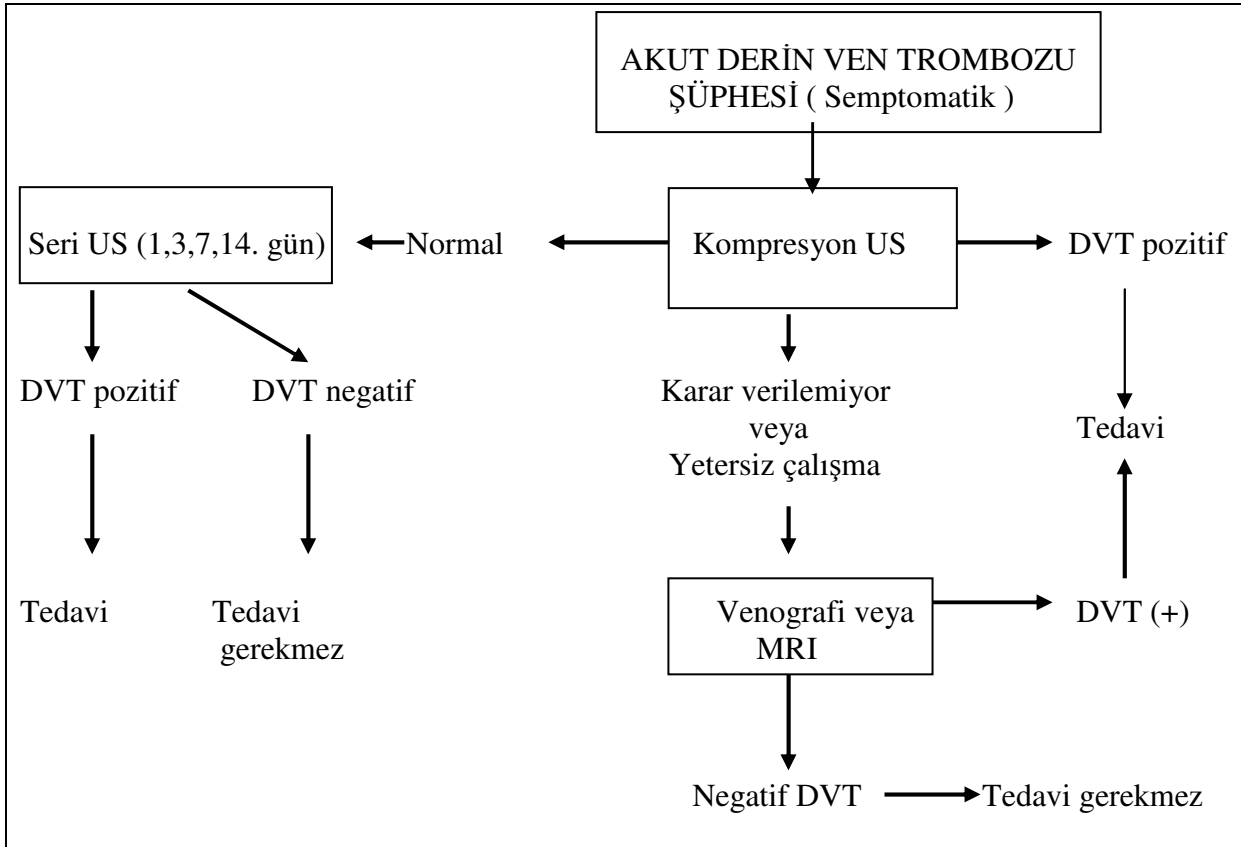 AKUT DERİN VEN TROMBOZU
ŞÜPHESİ ( Semptomatik )
Seri US (1,3,7,14. gün)
Normal
Kompresyon US
DVT pozitif
DVT pozitif
DVT negatif
Karar verilemiyor
veya
Yetersiz çalışma
Tedavi
Tedavi
Tedavi
gerekmez
Venografi veya
MRI
DVT (+)
Negatif DVT
Tedavi gerekmez